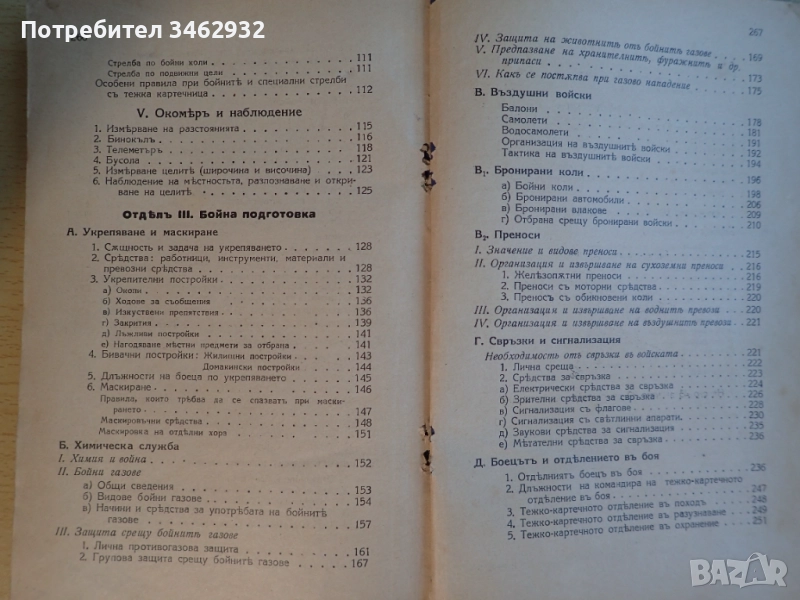 Потребител 3462932
Стрелба по бойни коли 111
Стрелба по подвижни цели 111
Особени правила при бойнитѣ и специални стрелби
съ тежка картечница 112
V. Окомѣръ и наблюдение
1. Измѣрване на разстоянията 115
2. Бинокълъ 116
3. Телеметъръ 118
4. Бусола 121
5. Измѣрване целитѣ (широчина и височина) 123
6. Наблюдение на мѣстностьта, разпознаване и откри-
ване на целитѣ 125
Отдѣлъ III. Бойна подготовка
А. Укрепяване и маскиране
1. Сѫщность и задача на укрепяването 128
2. Срѣдства: работници, инструменти, материали и
превозни срѣдства 128
3. Укрепителни постройки 132
а) Окопи 132
б) Ходове за съобщения 136
в) Изкуствени препятствия 136
г) Закрития 139
д) Лъжливи постройки 141
е) Нагодяване мѣстни предмети за отбрана 141
4. Бивачни постройки: Жилищни постройки 143
Домакински постройки 144
5. Длъжности на боеца по укрепяването 145
6. Маскиране 146
Правила, които трѣбва да се спазватъ при маски-
рането 147
Маскировъчни срѣдства 148
Маскировка на отдѣлни хора 151
Б. Химическа служба
I. Химия и война 152
II. Бойни газове
а) Общи сведения 153
б) Видове бойни газове 154
в) Начини и срѣдства за употрѣбата на бойнитѣ
газове 157
III. Защита срещу бойнитѣ газове
1. Лична противогазова защита 161
2. Групова защита срещу бойнитѣ газове 167
267
IV. Защита на животнитѣ отъ бойнитѣ газове 169
V. Предпазване на хранителнитѣ, фуражнитѣ и др.
припаси 173
VI. Какъ се постѫпва при газово нападение 175
В. Въздушни войски
Балони 178
Самолети 181
Водосамолети 191
Организация на въздушнитѣ войски 192
Тактика на въздушнитѣ войски 194
В₁. Бронирани коли 196
а) Бойни коли 198
б) Бронирани автомобили 206
в) Бронирани влакове 209
г) Отбрана срещу бронирани войски 210
В₂. Преноси
I. Значение и видове преноси 215
II. Организация и извършване на сухоземни преноси 216
1. Желѣзопѫтни преноси 216
2. Преноси съ моторни срѣдства 219
3. Преносъ съ обикновени коли 220
III. Организация и извършване на воднитѣ превози 220
IV. Организация и извършване на въздушнитѣ превози 221
Г. Свръзки и сигнализация
Необходимость отъ свръзки въ войската 221
1. Лична среща 222
2. Срѣдства за свръзка 223
а) Електрически срѣдства за свръзка 224
б) Зрителни срѣдства за свръзка 226
в) Сигнализация съ флагове
г) Сигнализация съ свѣтлинни апарати 230
д) Звукови срѣдства за сигнализация 235
е) Мѣтателни срѣдства за свръзка 236
Д. Боецътъ и отдѣлението въ боя
1. Отдѣлниятъ боецъ въ боя 236
2. Длъжности на командира на тежко-картечното
отдѣление въ боя 247
3. Тежко-картечното отдѣление въ походъ 248
4. Тежко-картечното отдѣление въ разузнаване 249
5. Тежко-картечното отдѣление въ охранение 251
BAZAR
bg